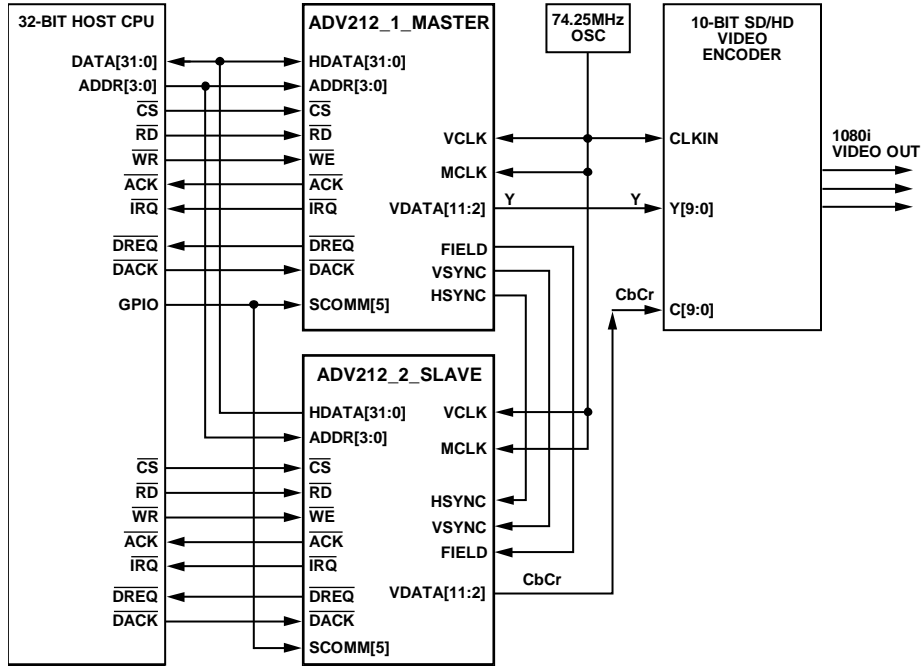 32-BIT HOST CPU
DATA[31:0]
ADDR[3:0]
CS
RD
WR
ACK
IRQ
DREQ
DACK
GPIO
CS
RD
WR
ACK
IRQ
DREQ
DACK
ADV212_1_MASTER
HDATA[31:0]
ADDR[3:0]
CS
RD
WE
ACK
IRQ
DREQ
DACK
SCOMM[5]
VCLK
MCLK
VDATA[11:2]
FIELD
VSYNC
HSYNC
ADV212_2_SLAVE
HDATA[31:0]
ADDR[3:0]
CS
RD
WE
ACK
IRQ
DREQ
DACK
SCOMM[5]
VCLK
MCLK
HSYNC
VSYNC
FIELD
VDATA[11:2]
74.25MHz
OSC
Y
Y
CbCr
CbCr
10-BIT SD/HD
VIDEO
ENCODER
CLKIN
Y[9:0]
C[9:0]
1080i
VIDEO OUT